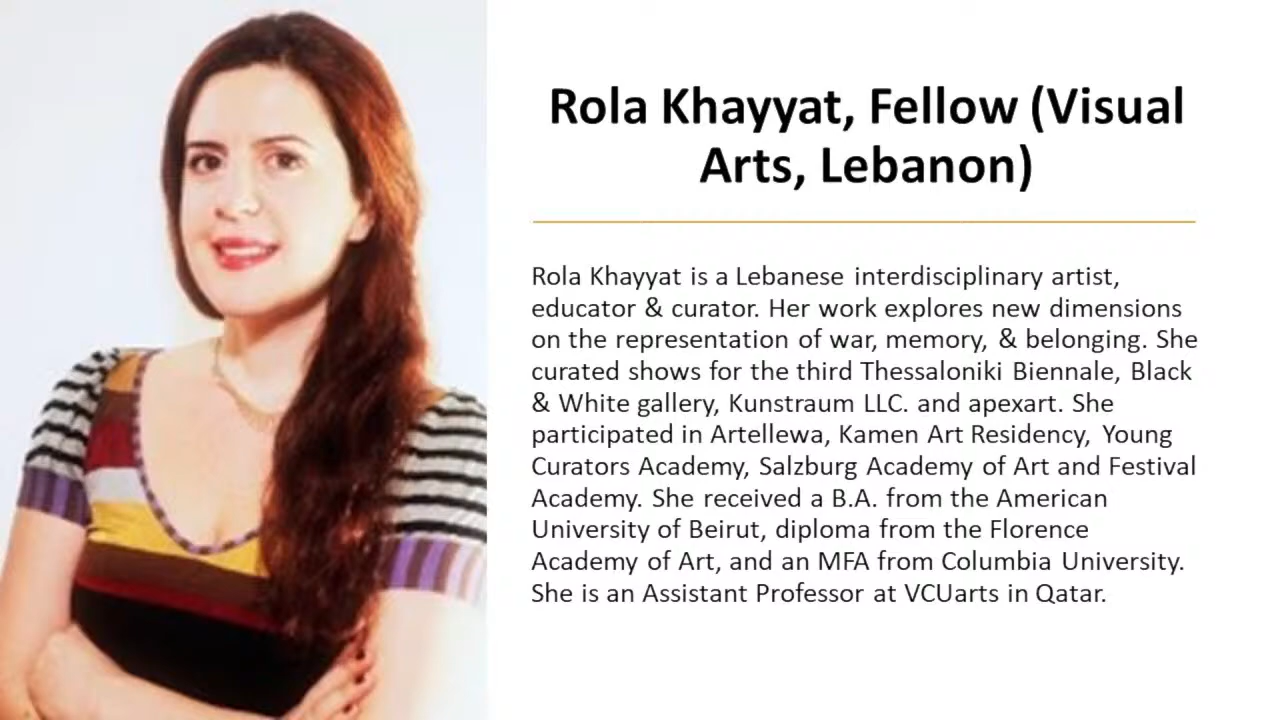 Rola Khayyat, Fellow (Visual
Arts, Lebanon)
Rola Khayyat is a Lebanese interdisciplinary artist,
educator & curator. Her work explores new dimensions
on the representation of war, memory, & belonging. She
curated shows for the third Thessaloniki Biennale, Black
& White gallery, Kunstraum LLC. and apexart. She
participated in Artellewa, Kamen Art Residency, Young
Curators Academy, Salzburg Academy of Art and Festival
Academy. She received a B.A. from the American
University of Beirut, diploma from the Florence
Academy of Art, and an MFA from Columbia University.
She is an Assistant Professor at VCUarts in Qatar.